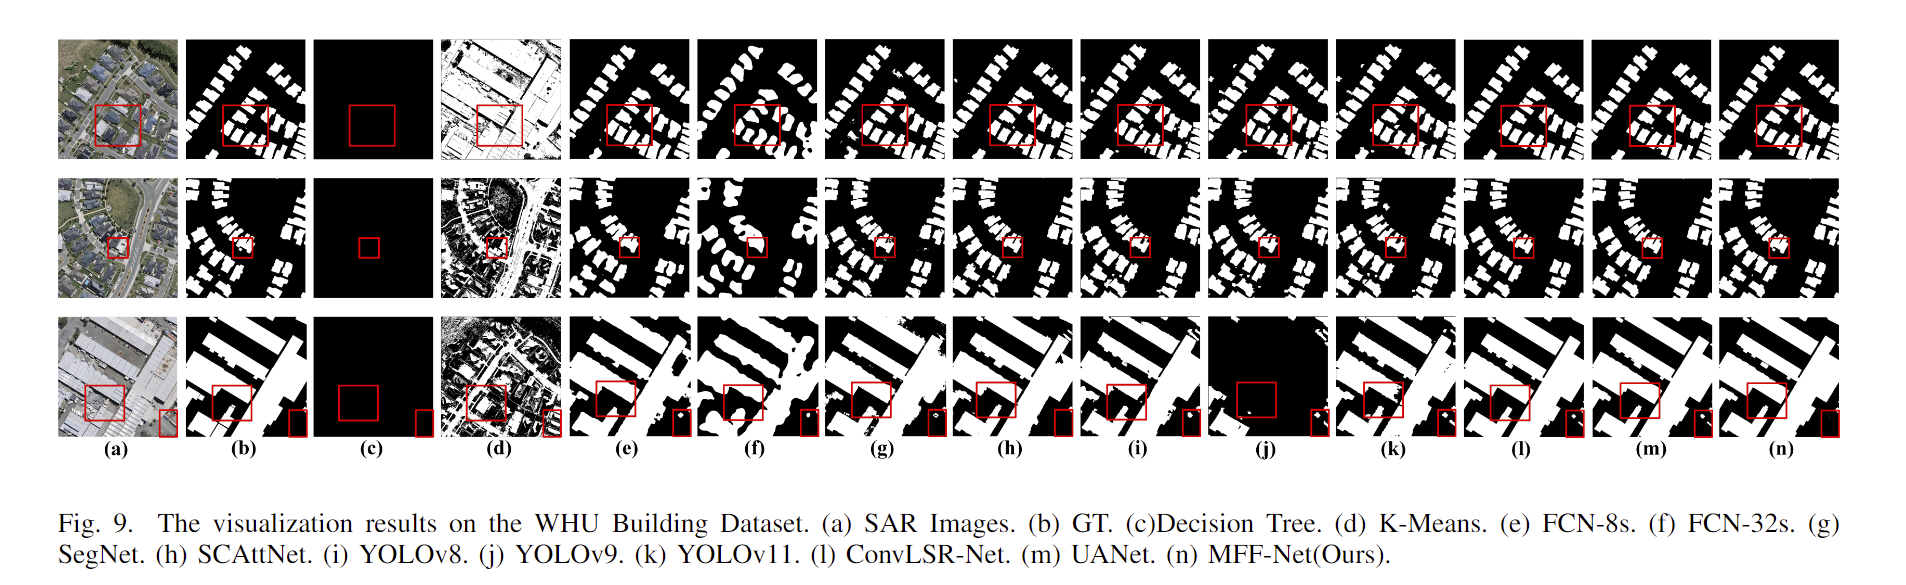 (a) (b) (c) (d) (e) (f) (g) (h) (i) (j) (k) (l) (m) (n)
Fig. 9. The visualization results on the WHU Building Dataset. (a) SAR Images. (b) GT. (c)Decision Tree. (d) K-Means. (e) FCN-8s. (f) FCN-32s. (g)
SegNet. (h) SCAttNet. (i) YOLOv8. (j) YOLOv9. (k) YOLOv11. (l) ConvLSR-Net. (m) UANet. (n) MFF-Net(Ours).